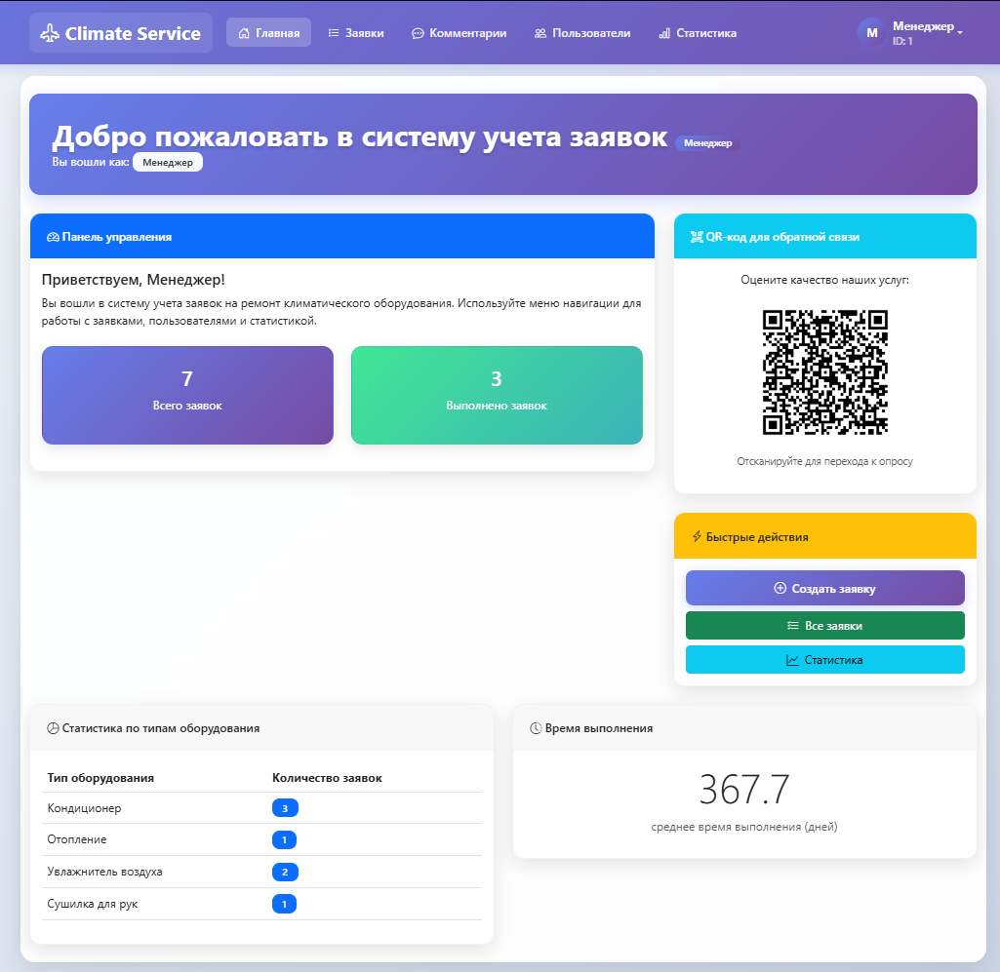 Climate Service
Главная
Заявки
Комментарии
Пользователи
Статистика
М
Менеджер
ID: 1
Добро пожаловать в систему учета заявок Менеджер
Вы вошли как: Менеджер
Панель управления
Приветствуем, Менеджер!
Вы вошли в систему учета заявок на ремонт климатического оборудования. Используйте меню навигации для
работы с заявками, пользователями и статистикой.
7
Всего заявок
3
Выполнено заявок
QR-код для обратной связи
Оцените качество наших услуг:
Отсканируйте для перехода к опросу
Быстрые действия
Создать заявку
Все заявки
Статистика
Статистика по типам оборудования
Тип оборудования Количество заявок
Кондиционер 3
Отопление 1
Увлажнитель воздуха 2
Сушилка для рук 1
Время выполнения
367.7
среднее время выполнения (дней)